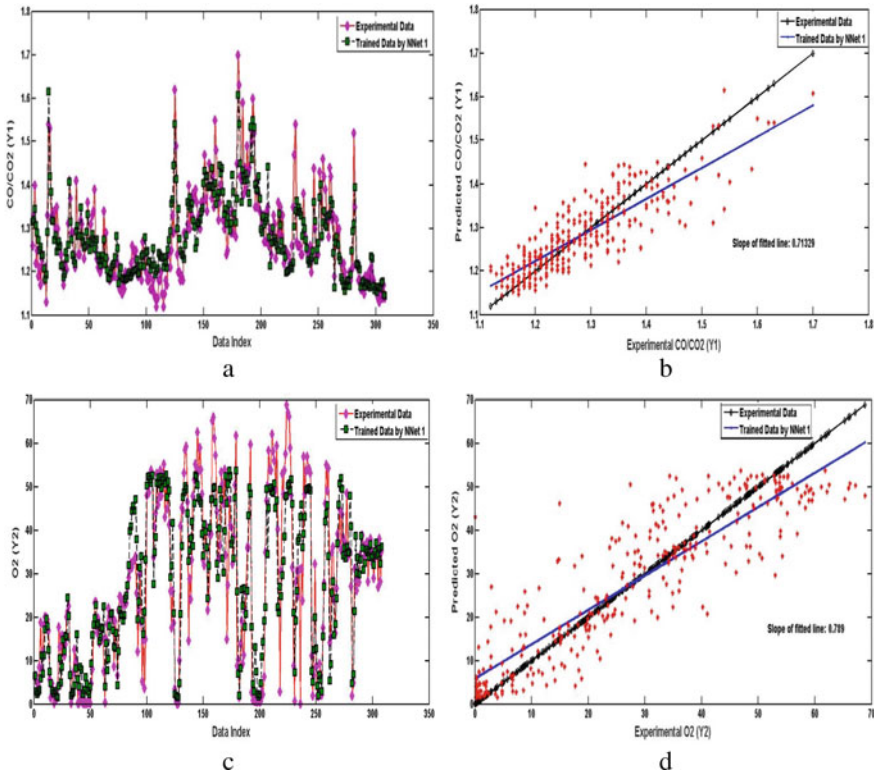 1.8
1.7
1.6
1.5
1.4
1.3
1.2
1.1
CO/CO2 (Y1)
Experimental Data
Trained Data by NNet 1
0 50 100 150 200 250 300 350
Data Index
a
1.8
1.7
1.6
1.5
1.4
1.3
1.2
1.1
Predicted CO/CO2 (Y1)
Experimental Data
Trained Data by NNet 1
Slope of fitted line: 0.71329
1.1 1.2 1.3 1.4 1.5 1.6 1.7 1.8
Experimental CO/CO2 (Y1)
b
70
60
50
40
30
20
10
0
O2 (Y2)
Experimental Data
Trained Data by NNet 1
0 50 100 150 200 250 300 350
Data Index
c
70
60
50
40
30
20
10
0
Predicted O2 (Y2)
Experimental Data
Trained Data by NNet 1
Slope of fitted line: 0.789
0 10 20 30 40 50 60 70
Experimental O2 (Y2)
d